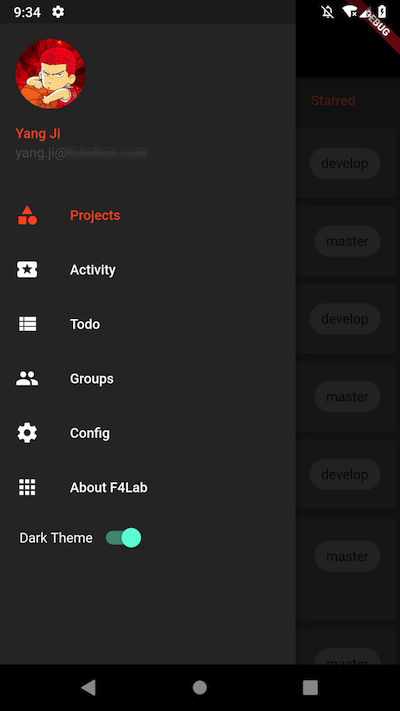 9:34
DEBUG
Yang Ji
yang.ji@
Starred
develop
Projects
master
Activity
Todo
develop
Groups
master
Config
develop
About F4Lab
Dark Theme
master
master